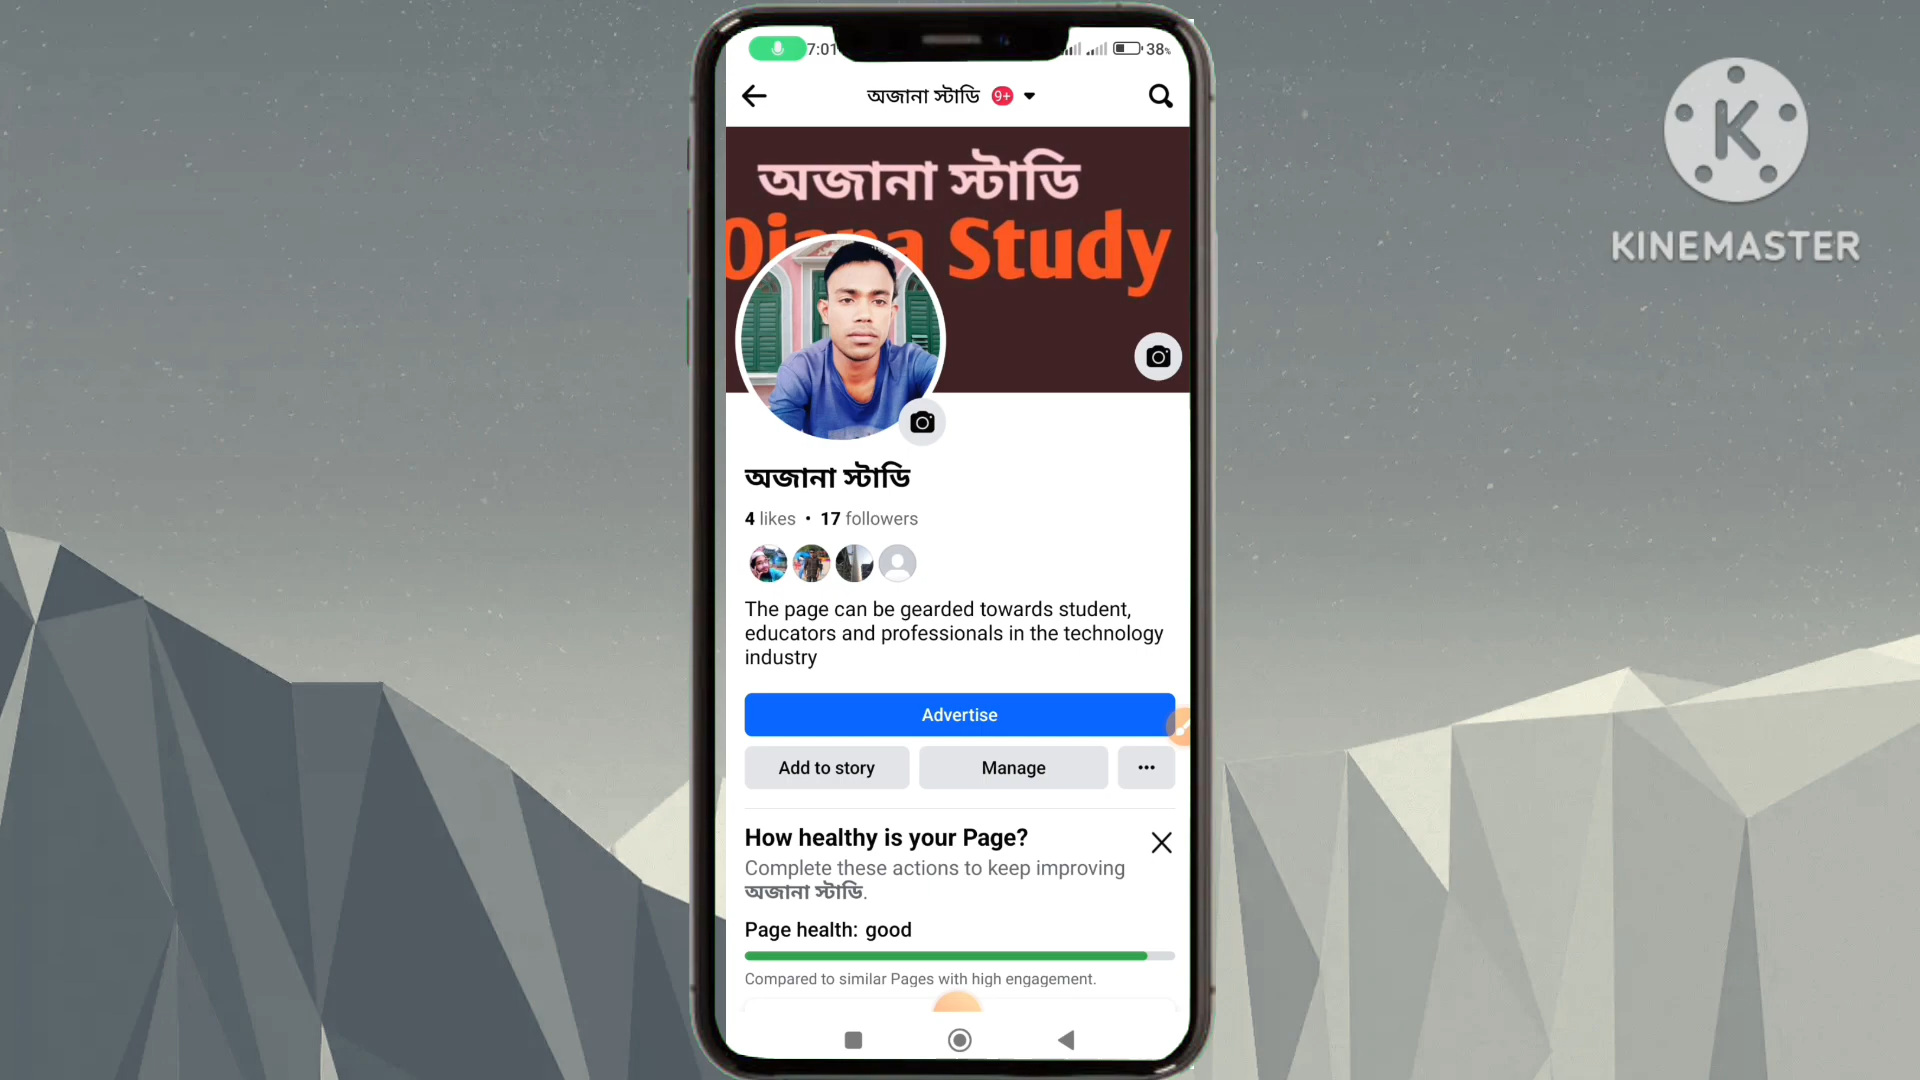 7:01
38%
অজানা স্টাডি 9+
অজানা স্টাডি
Study
অজানা স্টাডি
4 likes • 17 followers
The page can be gearded towards student,
educators and professionals in the technology
industry
Advertise
Add to story
Manage
How healthy is your Page?
Complete these actions to keep improving
অজানা স্টাডি.
Page health: good
Compared to similar Pages with high engagement.
K
KINEMASTER